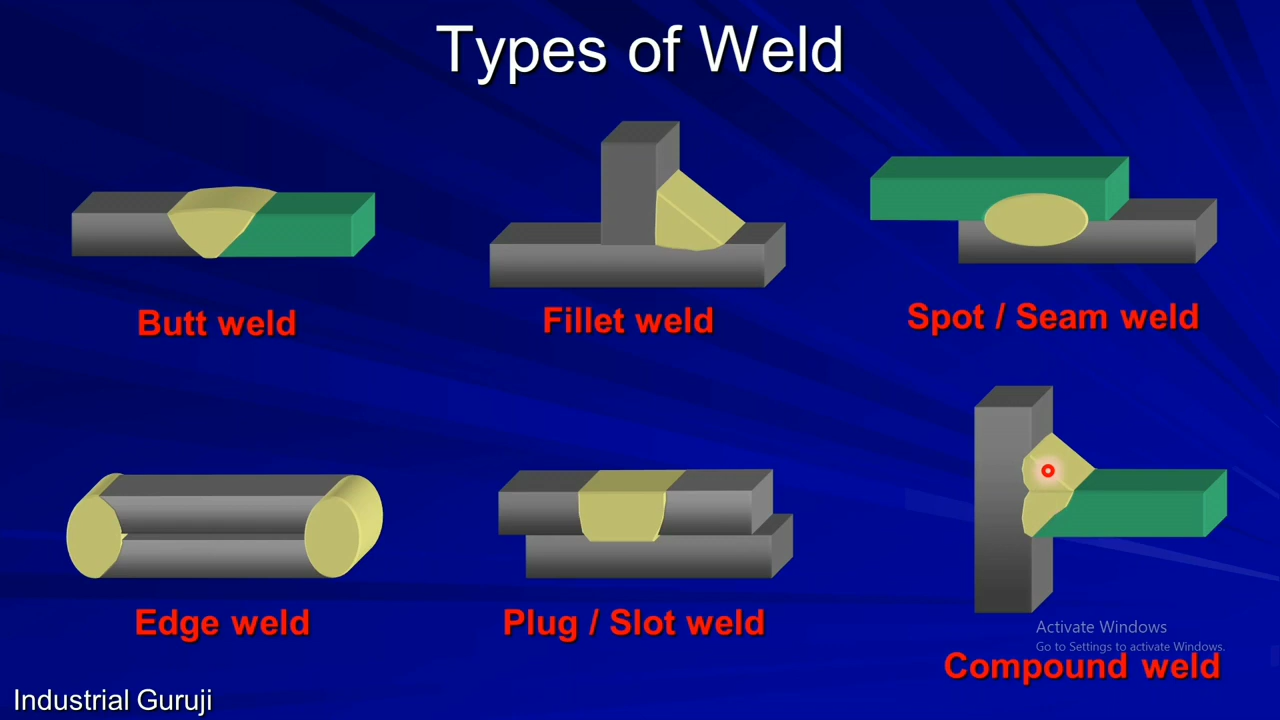 Types of Weld
Butt weld
Fillet weld
Spot / Seam weld
Edge weld
Plug / Slot weld
Activate Windows
Go to Settings to activate Windows.
Compound weld
Industrial Guruji